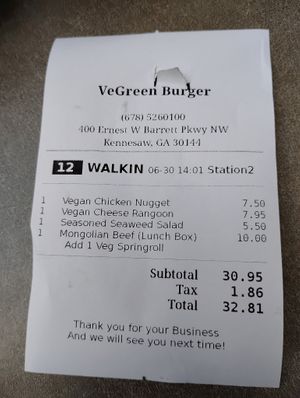 VeGreen Burger
(678) 5260100
400 Ernest W Barrett Pkwy NW
Kennesaw, GA 30144
12 WALKIN 06-30 14:01 Station2
1 Vegan Chicken Nugget 7.50
1 Vegan Cheese Rangoon 7.95
1 Seasoned Seaweed Salad 5.50
1 Mongolian Beef (Lunch Box) 10.00
Add 1 Veg Springroll
Subtotal 30.95
Tax 1.86
Total 32.81
Thank you for your Business
And we will see you next time!